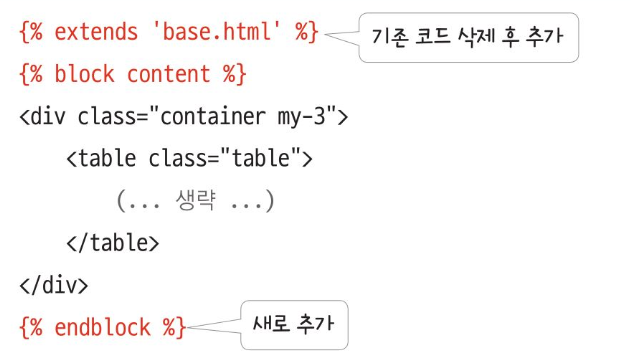 {% extends 'base.html' %} 기존 코드 삭제 후 추가
{% block content %}
<div class="container my-3">
<table class="table">
(... 생략 ...)
</table>
</div>
{% endblock %} 새로 추가